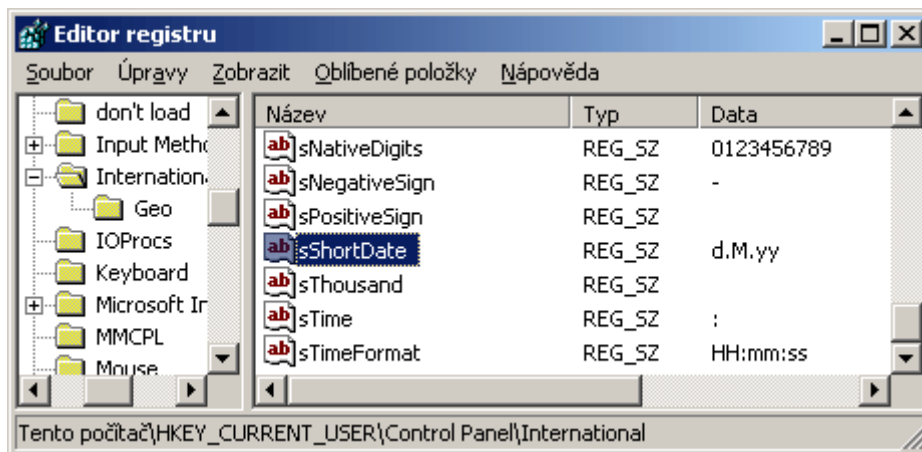 Editor registru
Soubor Úpravy Zobrazit Oblíbené položky Nápověda
don't load
Input Metho
Internation
Geo
IOProcs
Keyboard
Microsoft In
MMCPL
Mouse
Název Typ Data
sNativeDigits REG_SZ 0123456789
sNegativeSign REG_SZ -
sPositiveSign REG_SZ
sShortDate REG_SZ d.M.yy
sThousand REG_SZ
sTime REG_SZ :
sTimeFormat REG_SZ HH:mm:ss
Tento počítač\HKEY_CURRENT_USER\Control Panel\International